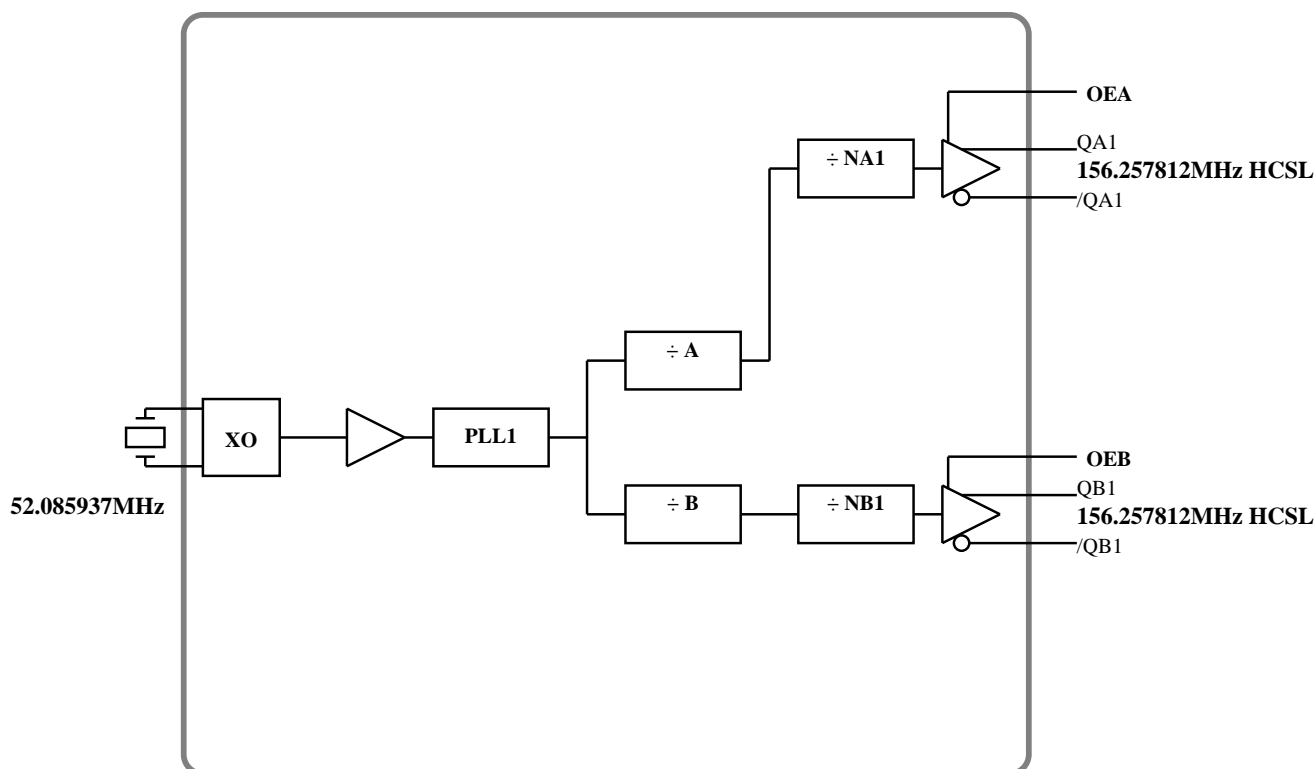 OEA
QA1
÷ NA1
156.257812MHz HCSL
/QA1
÷ A
XO
PLL1
OEB
QB1
52.085937MHz
÷ B
÷ NB1
156.257812MHz HCSL
/QB1